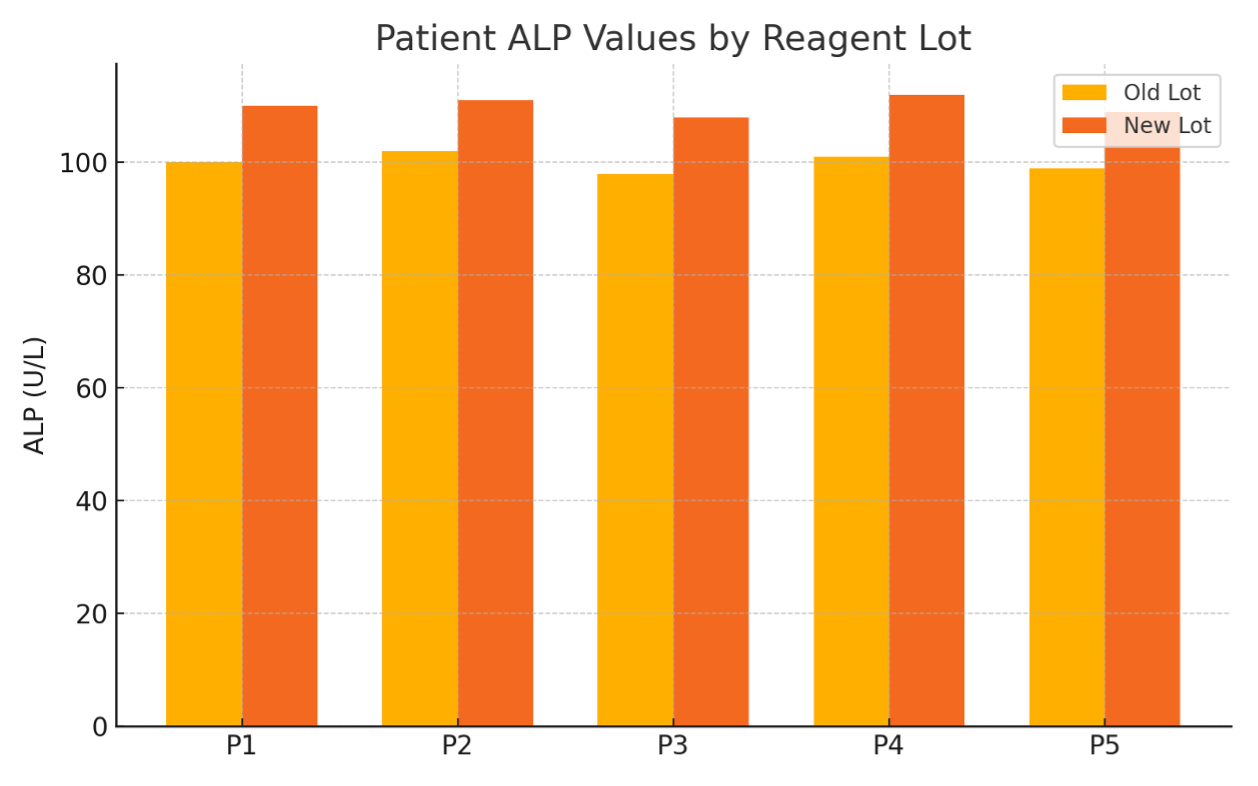 Patient ALP Values by Reagent Lot
Old Lot
New Lot
100
80
60
40
20
0
ALP (U/L)
P1 P2 P3 P4 P5